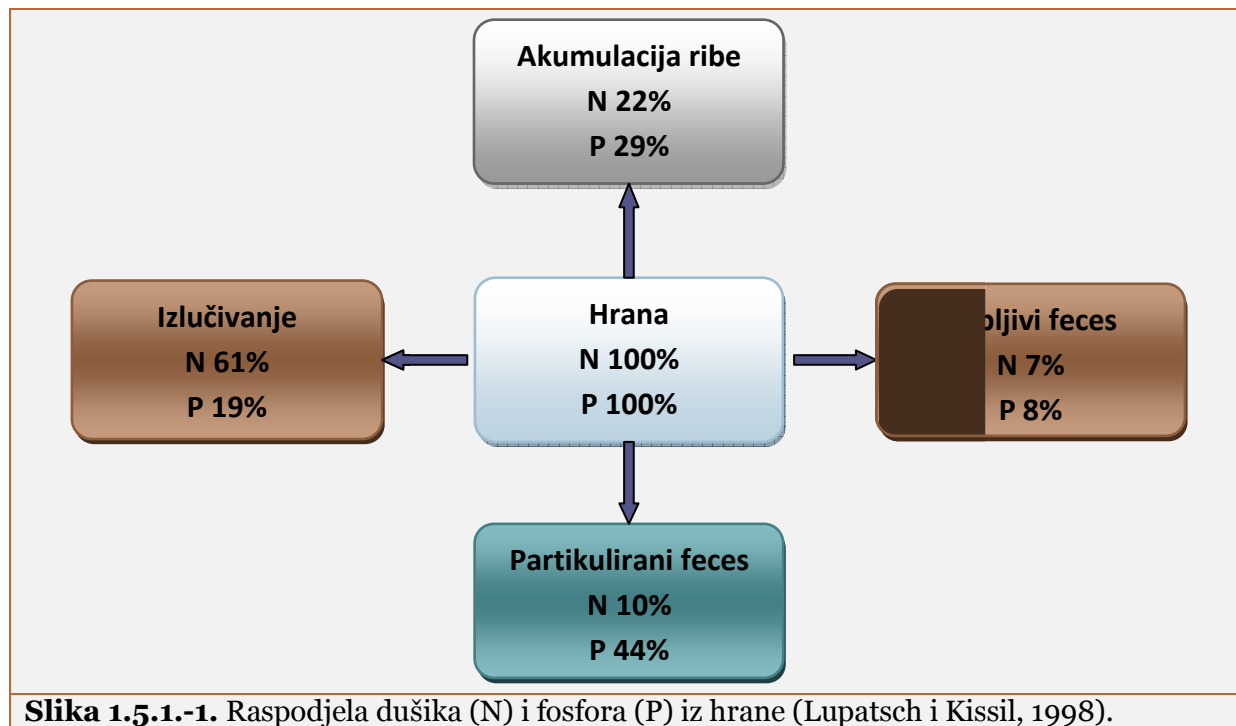 Akumulacija ribe
N 22%
P 29%
Izlučivanje
N 61%
P 19%
Hrana
N 100%
P 100%
feces
N 7%
P 8%
Partikulirani feces
N 10%
P 44%
Slika 1.5.1.-1. Raspodjela dušika (N) i fosfora (P) iz hrane (Lupatsch i Kissil, 1998).